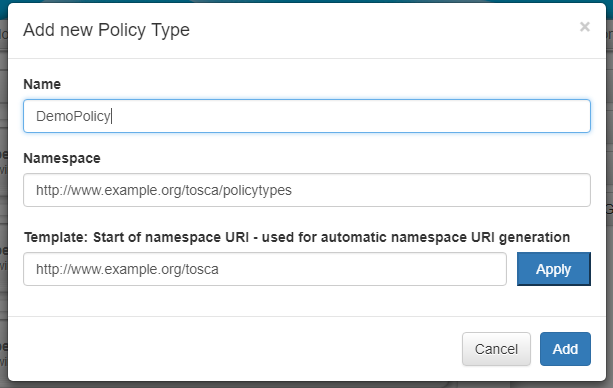 Add new Policy Type
×
Name
DemoPolicy
Namespace
http://www.example.org/tosca/policytypes
Template: Start of namespace URI - used for automatic namespace URI generation
http://www.example.org/tosca
Apply
Cancel
Add